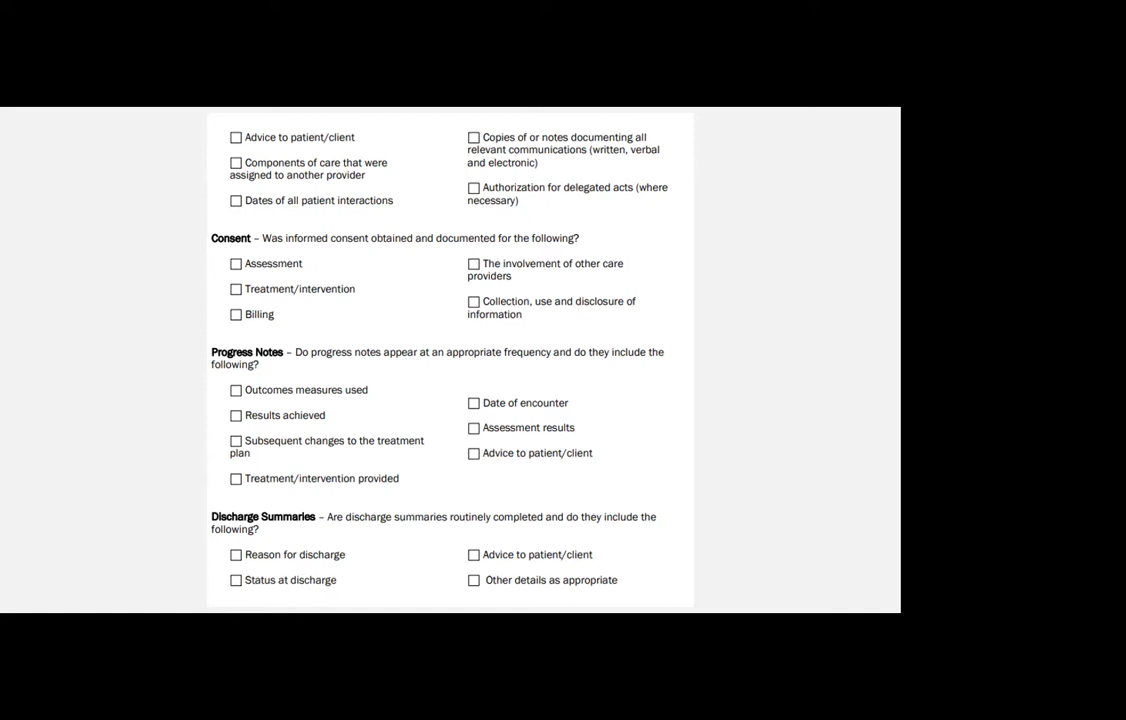 Advice to patient/client
Components of care that were
assigned to another provider
Dates of all patient interactions
Copies of or notes documenting all
relevant communications (written, verbal
and electronic)
Authorization for delegated acts (where
necessary)
Consent – Was informed consent obtained and documented for the following?
Assessment
Treatment/intervention
Billing
The involvement of other care
providers
Collection, use and disclosure of
information
Progress Notes – Do progress notes appear at an appropriate frequency and do they include the
following?
Outcomes measures used
Results achieved
Subsequent changes to the treatment
plan
Treatment/intervention provided
Date of encounter
Assessment results
Advice to patient/client
Discharge Summaries – Are discharge summaries routinely completed and do they include the
following?
Reason for discharge
Status at discharge
Advice to patient/client
Other details as appropriate